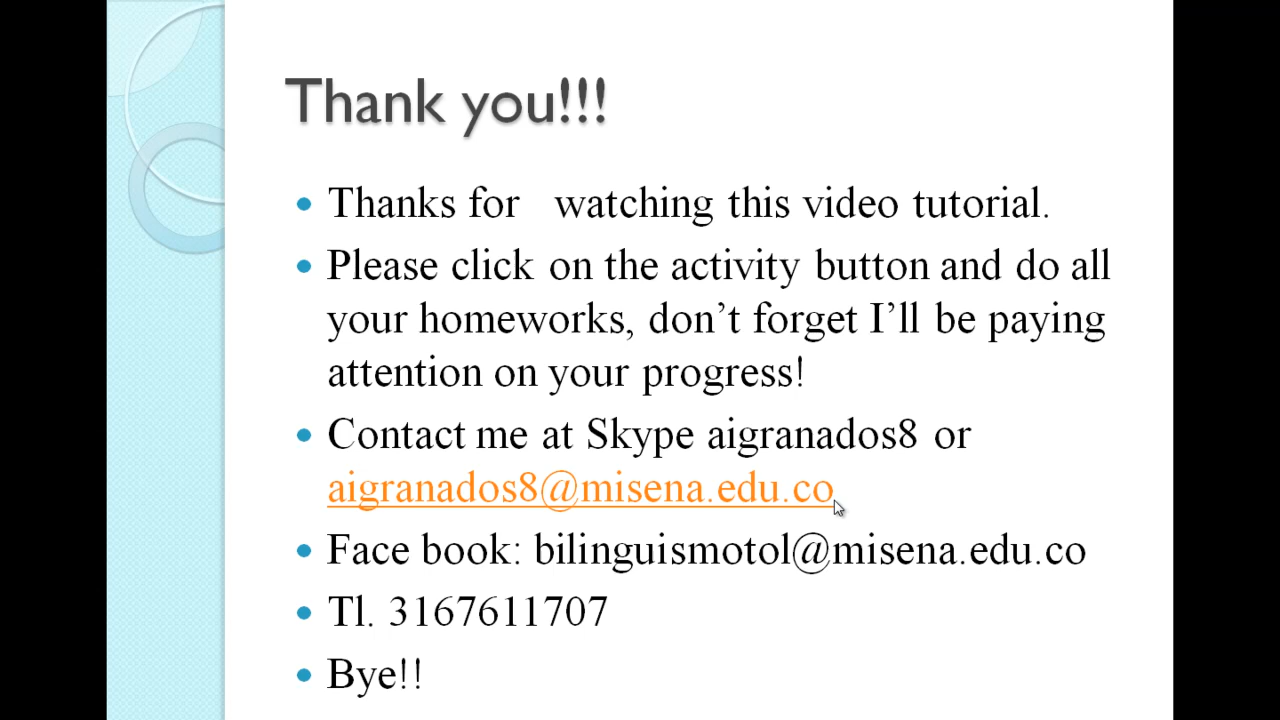 Thank you!!!
• Thanks for watching this video tutorial.
• Please click on the activity button and do all
your homeworks, don’t forget I’ll be paying
attention on your progress!
• Contact me at Skype aigranados8 or
aigranados8@misena.edu.co
• Face book: bilinguismotol@misena.edu.co
• Tl. 3167611707
• Bye!!